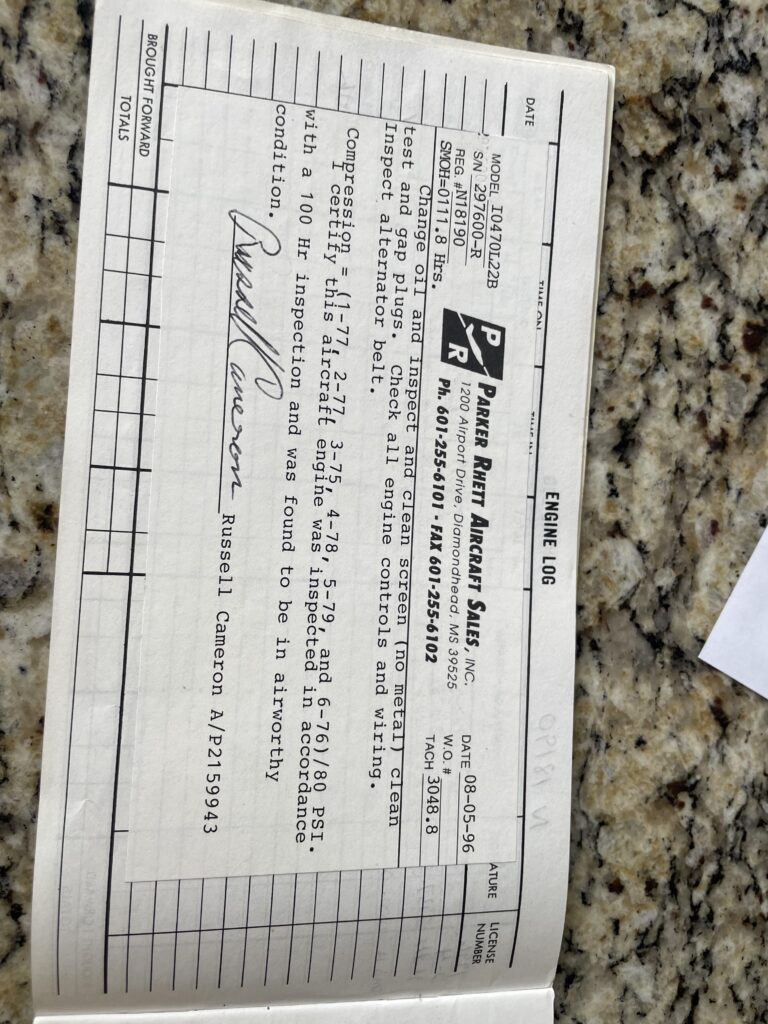 ENGINE LOG
DATE
ATURE
LICENSE
NUMBER
MODEL IO470L22B
S/N 297600-R
REG. #N18190
SMOH=0111.8 Hrs.
P
R
PARKER RHETT AIRCRAFT SALES, INC.
1200 Airport Drive, Diamondhead, MS 39525
Ph. 601-255-6101 - FAX 601-255-6102
DATE 08-05-96
W.O. #
TACH 3048.8
Change oil and inspect and clean screen (no metal) clean
test and gap plugs. Check all engine controls and wiring.
Inspect alternator belt.
Compression = (1-77, 2-77, 3-75, 4-78, 5-79, and 6-76)/80 PSI.
I certify this aircraft engine was inspected in accordance
with a 100 Hr inspection and was found to be in airworthy
condition.
Russell Cameron Russell Cameron A/P2159943
BROUGHT FORWARD
TOTALS